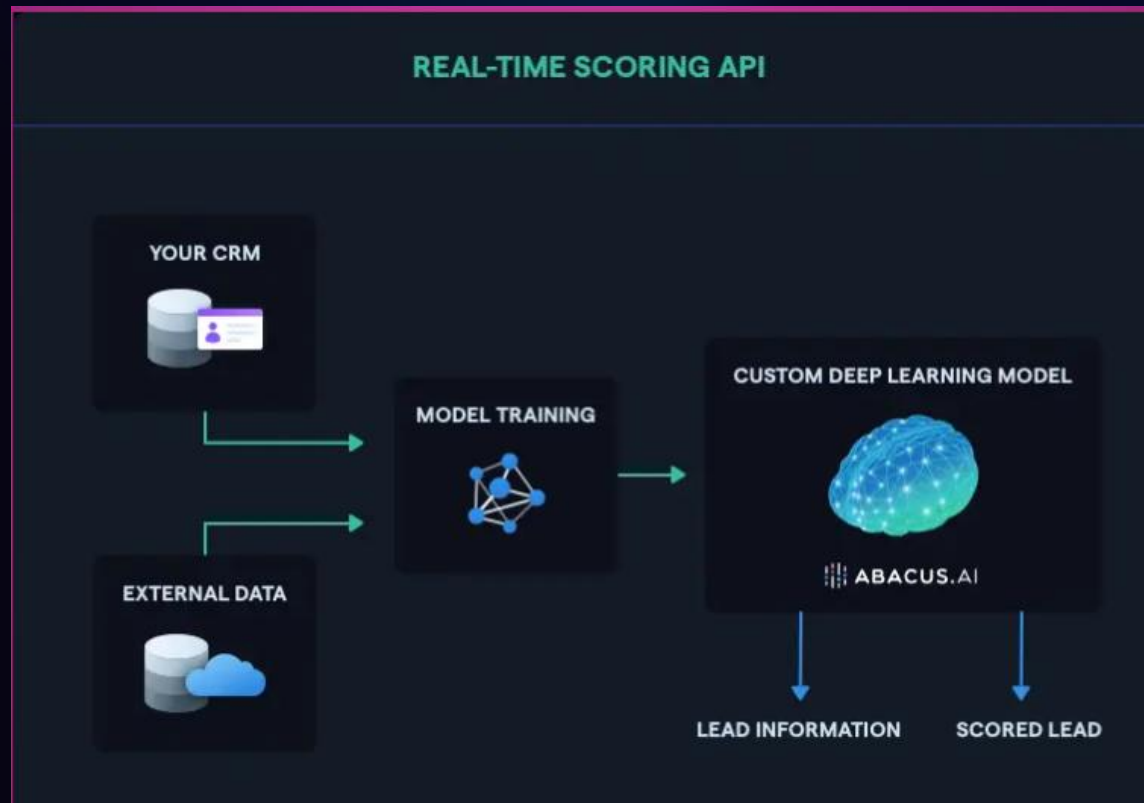 REAL-TIME SCORING API
YOUR CRM
MODEL TRAINING
CUSTOM DEEP LEARNING MODEL
ABACUS.AI
EXTERNAL DATA
LEAD INFORMATION
SCORED LEAD